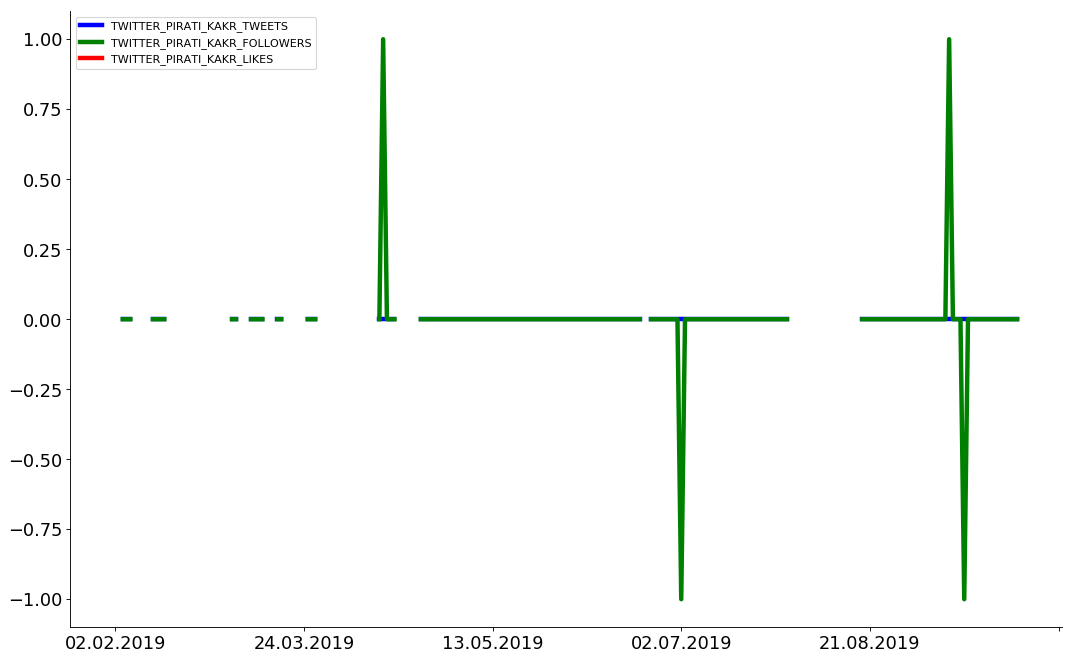 TWITTER_PIRATI_KAKR_TWEETS
TWITTER_PIRATI_KAKR_FOLLOWERS
TWITTER_PIRATI_KAKR_LIKES
1.00
0.75
0.50
0.25
0.00
−0.25
−0.50
−0.75
−1.00
02.02.2019 24.03.2019 13.05.2019 02.07.2019 21.08.2019